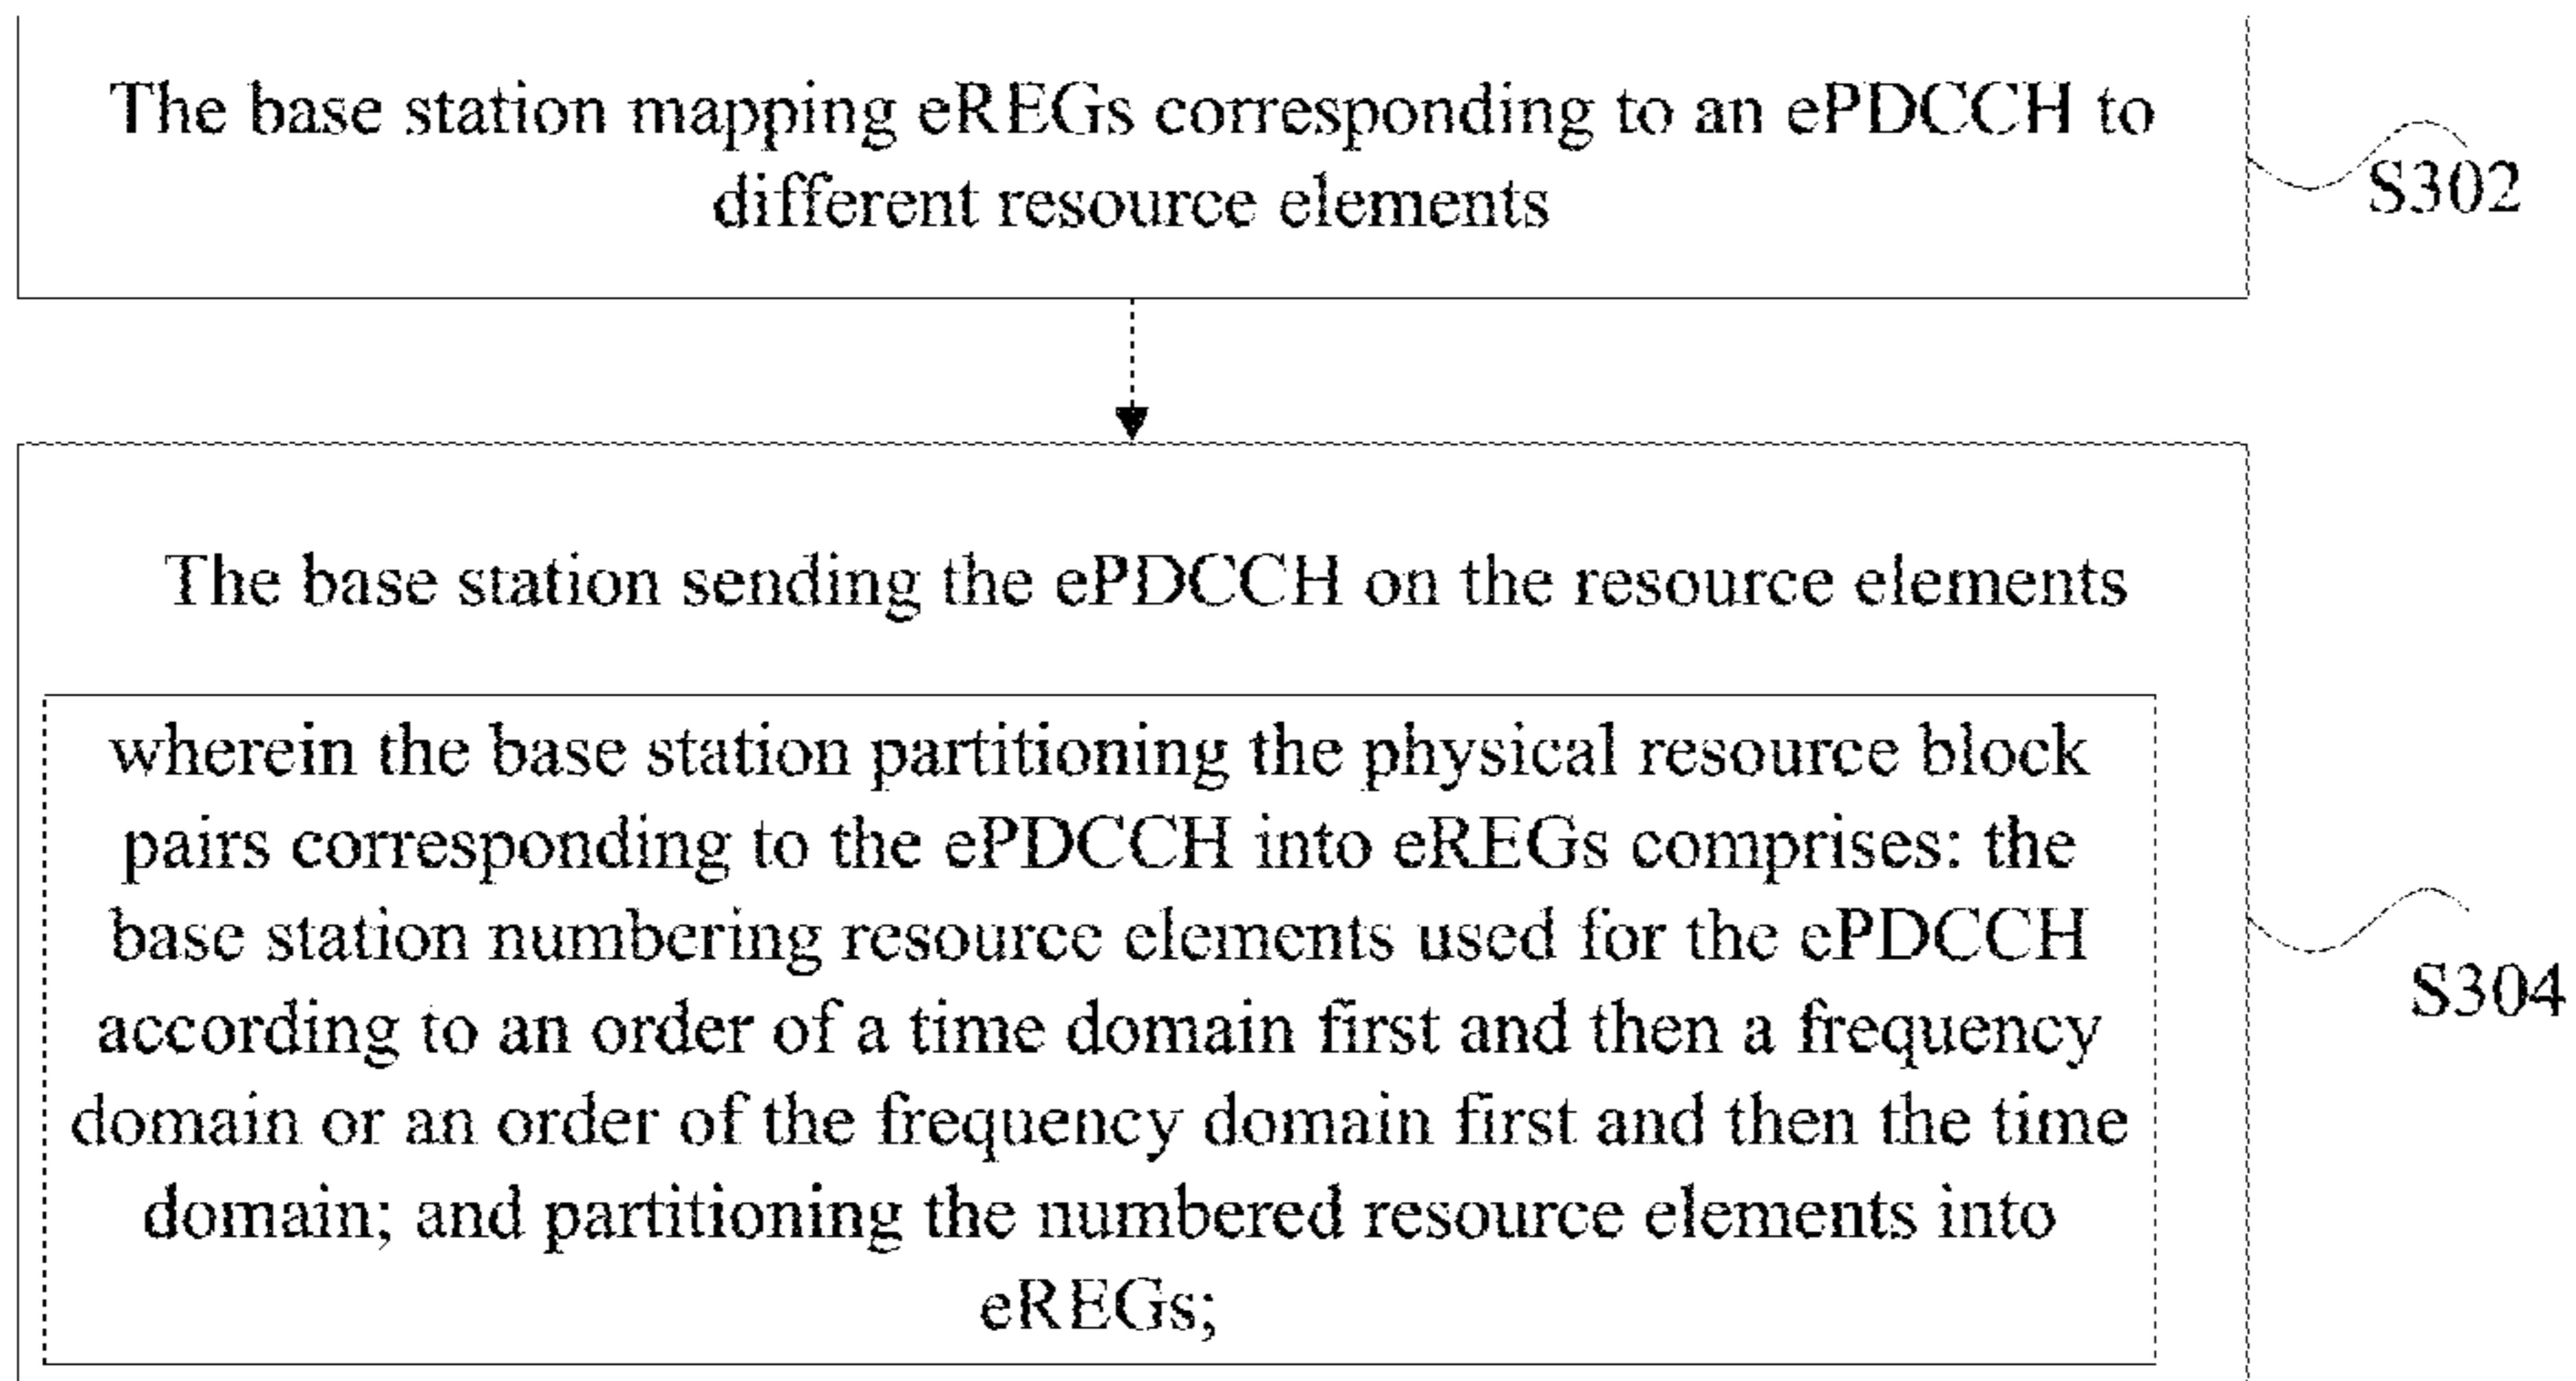 The base station mapping eREGs corresponding to an ePDCCH to
different resource elements
S302
The base station sending the ePDCCH on the resource elements
wherein the base station partitioning the physical resource block
pairs corresponding to the ePDCCH into eREGs comprises: the
base station numbering resource elements used for the ePDCCH
according to an order of a time domain first and then a frequency
domain or an order of the frequency domain first and then the time
domain; and partitioning the numbered resource elements into
eREGs;
S304